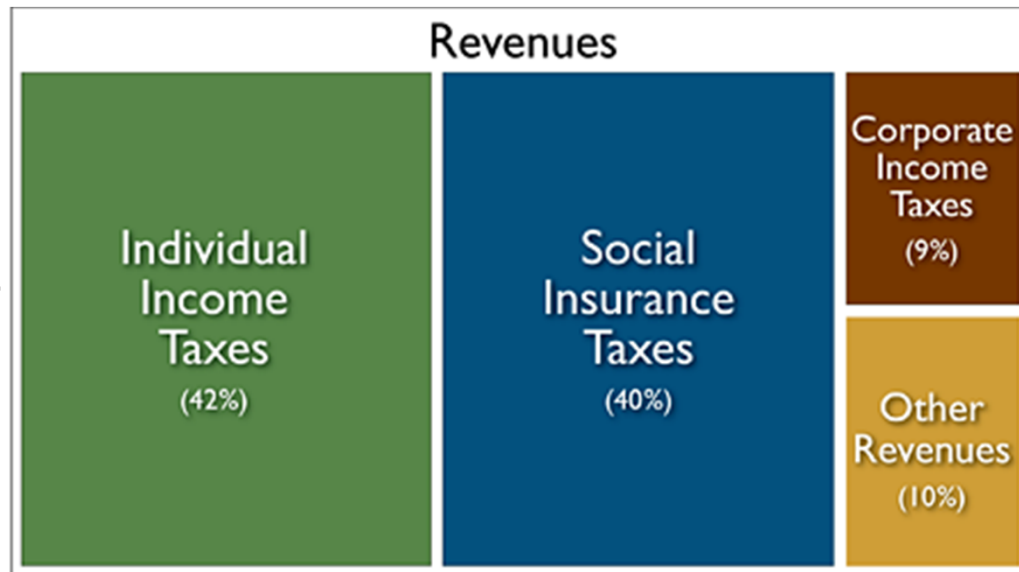 Revenues
Individual
Income
Taxes
(42%)
Social
Insurance
Taxes
(40%)
Corporate
Income
Taxes
(9%)
Other
Revenues
(10%)